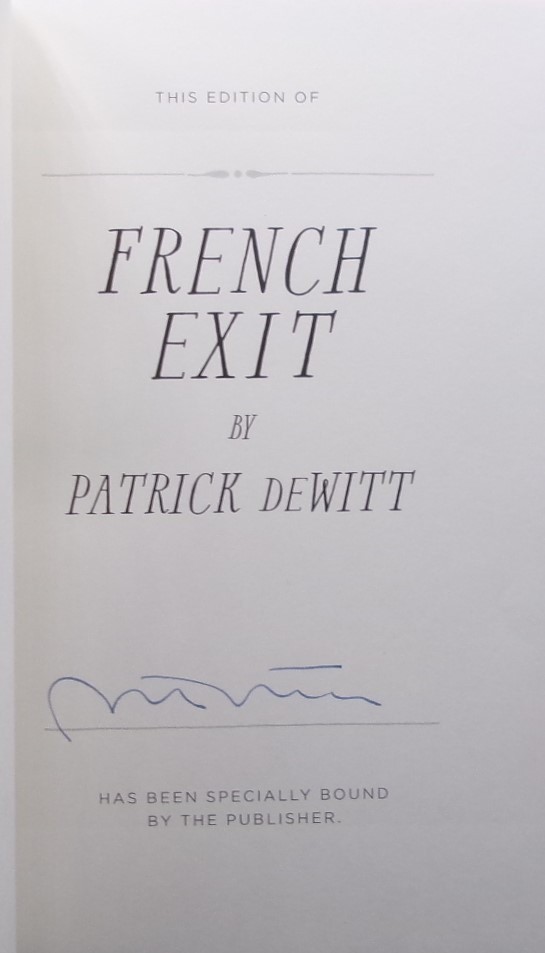 THIS EDITION OF
FRENCH
EXIT
BY
PATRICK DEWITT
HAS BEEN SPECIALLY BOUND
BY THE PUBLISHER.